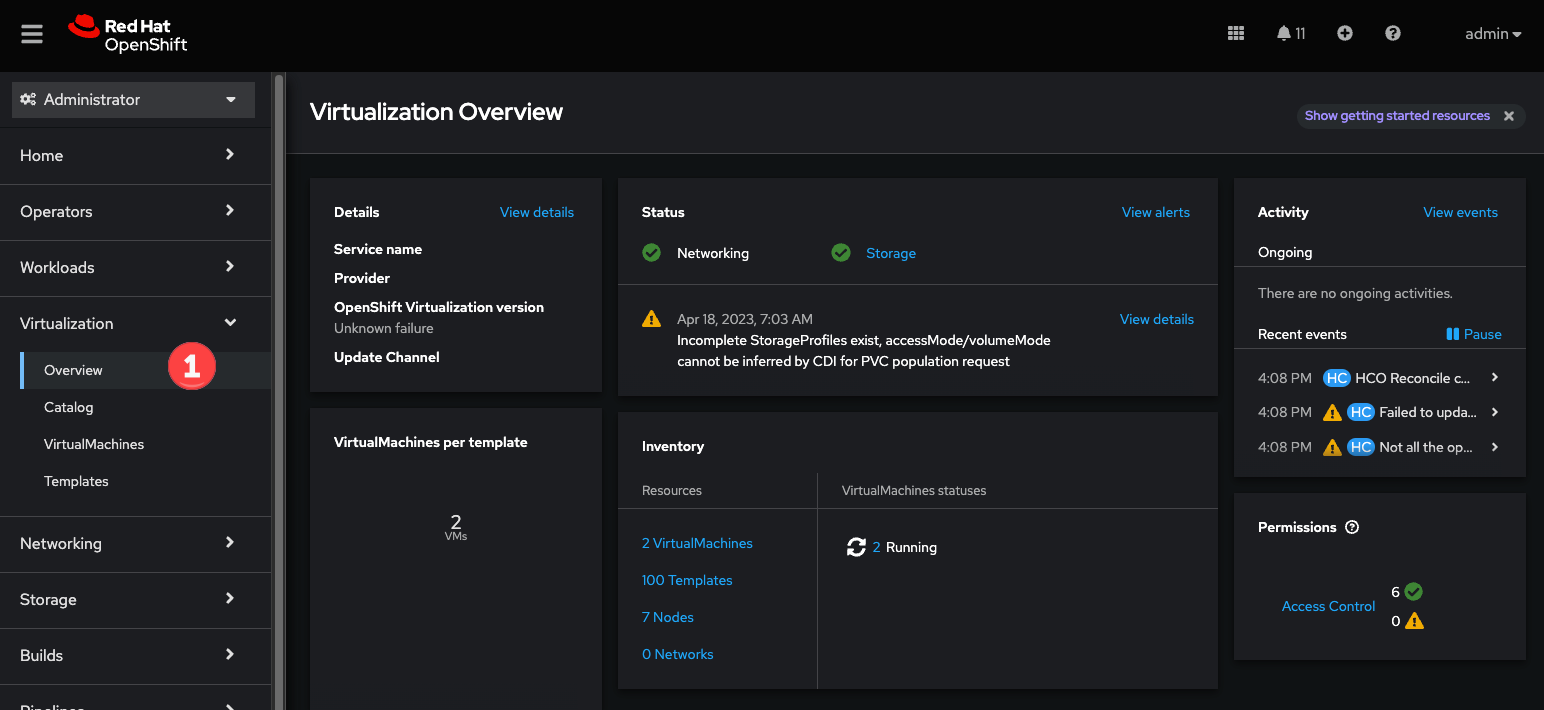 Red Hat
OpenShift
11
admin
Administrator
Home
Operators
Workloads
Virtualization
Overview
1
Catalog
VirtualMachines
Templates
Networking
Storage
Builds
Pipelines
Virtualization Overview
Show getting started resources
Details
View details
Service name
Provider
OpenShift Virtualization version
Unknown failure
Update Channel
VirtualMachines per template
2
VMs
Status
View alerts
Networking
Storage
Apr 18, 2023, 7:03 AM
View details
Incomplete StorageProfiles exist, accessMode/volumeMode
cannot be inferred by CDI for PVC population request
Inventory
Resources
VirtualMachines statuses
2 VirtualMachines
100 Templates
7 Nodes
0 Networks
2 Running
Activity
View events
Ongoing
There are no ongoing activities.
Recent events
Pause
4:08 PM HC HCO Reconcile c...
4:08 PM HC Failed to upda...
4:08 PM HC Not all the op...
Permissions
Access Control
6
0